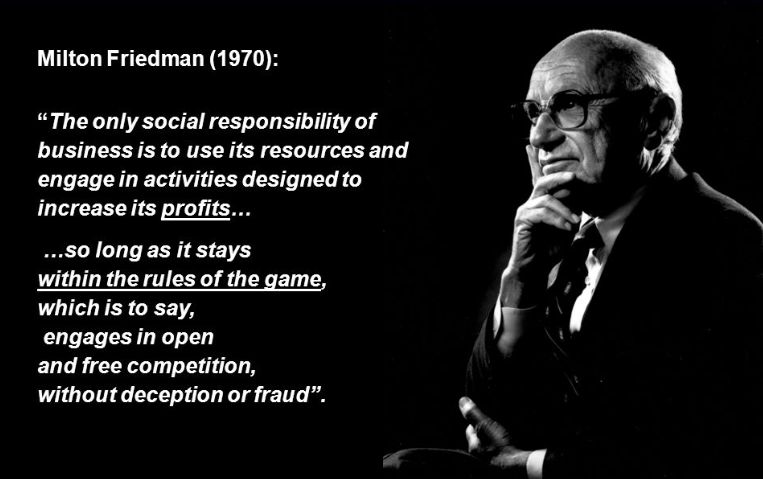 Milton Friedman (1970):
“The only social responsibility of
business is to use its resources and
engage in activities designed to
increase its profits…
…so long as it stays
within the rules of the game,
which is to say,
engages in open
and free competition,
without deception or fraud”.